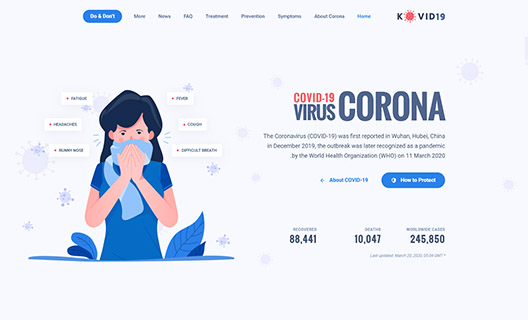 Do & Don't
More
News
FAQ
Treatment
Prevention
Symptoms
About Corona
Home
K VID19
FATIGUE
FEVER
HEADACHES
COUGH
RUNNY NOSE
DIFFICULT BREATH
COVID-19
VIRUS CORONA
The Coronavirus (COVID-19) was first reported in Wuhan, Hubei, China
in December 2019, the outbreak was later recognized as a pandemic
.by the World Health Organization (WHO) on 11 March 2020
← About COVID-19
How to Protect
RECOVERED
DEATHS
WORLDWIDE CASES
88,441
10,047
245,850
Last updated: March 20, 2020, 05:04 GMT *